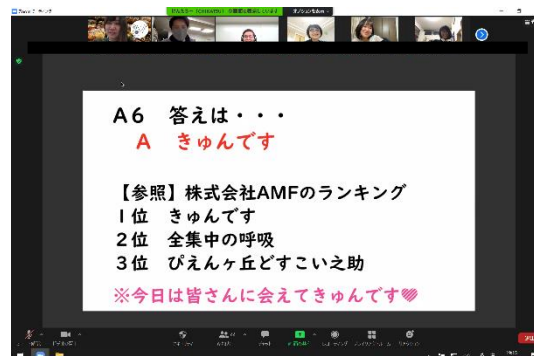 A6 答えは・・・
A きゅんです
【参照】株式会社AMFのランキング
1位 きゅんです
2位 全集中の呼吸
3位 ぴえんヶ丘どすこい之助
※今日は皆さんに会えてきゅんです